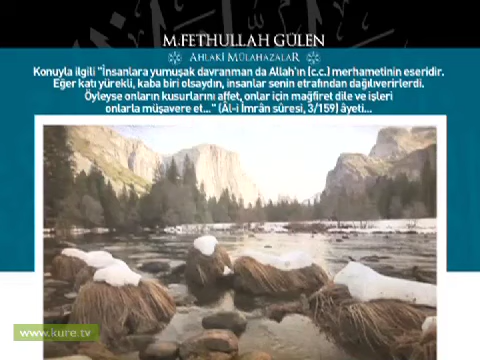 M.FETHULLAH GÜLEN
AHLAKÎ MÜLAHAZALAR
Konuyla ilgili "İnsanlara yumuşak davranman da Allah'ın (c.c.) merhametinin eseridir.
Eğer katı yürekli, kaba biri olsaydın, insanlar senin etrafından dağılıverirlerdi.
Öyleyse onların kusurlarını affet, onlar için mağfiret dile ve işleri
onlarla müşavere et..." (Âl-i İmrân sûresi, 3/159) âyeti...
www.kure.tv